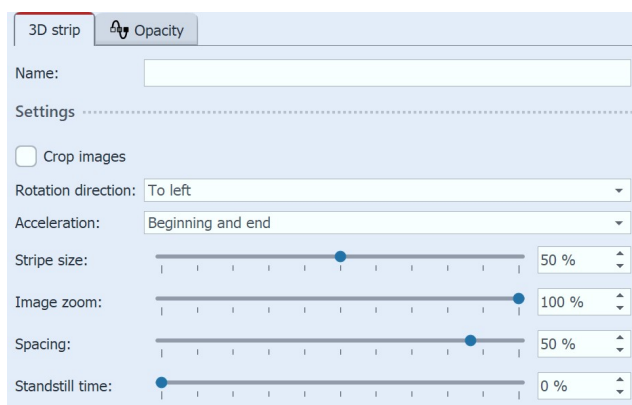 3D strip Opacity
Name:
Settings
Crop images
Rotation direction: To left
Acceleration: Beginning and end
Stripe size: 50 %
Image zoom: 100 %
Spacing: 50 %
Standstill time: 0 %